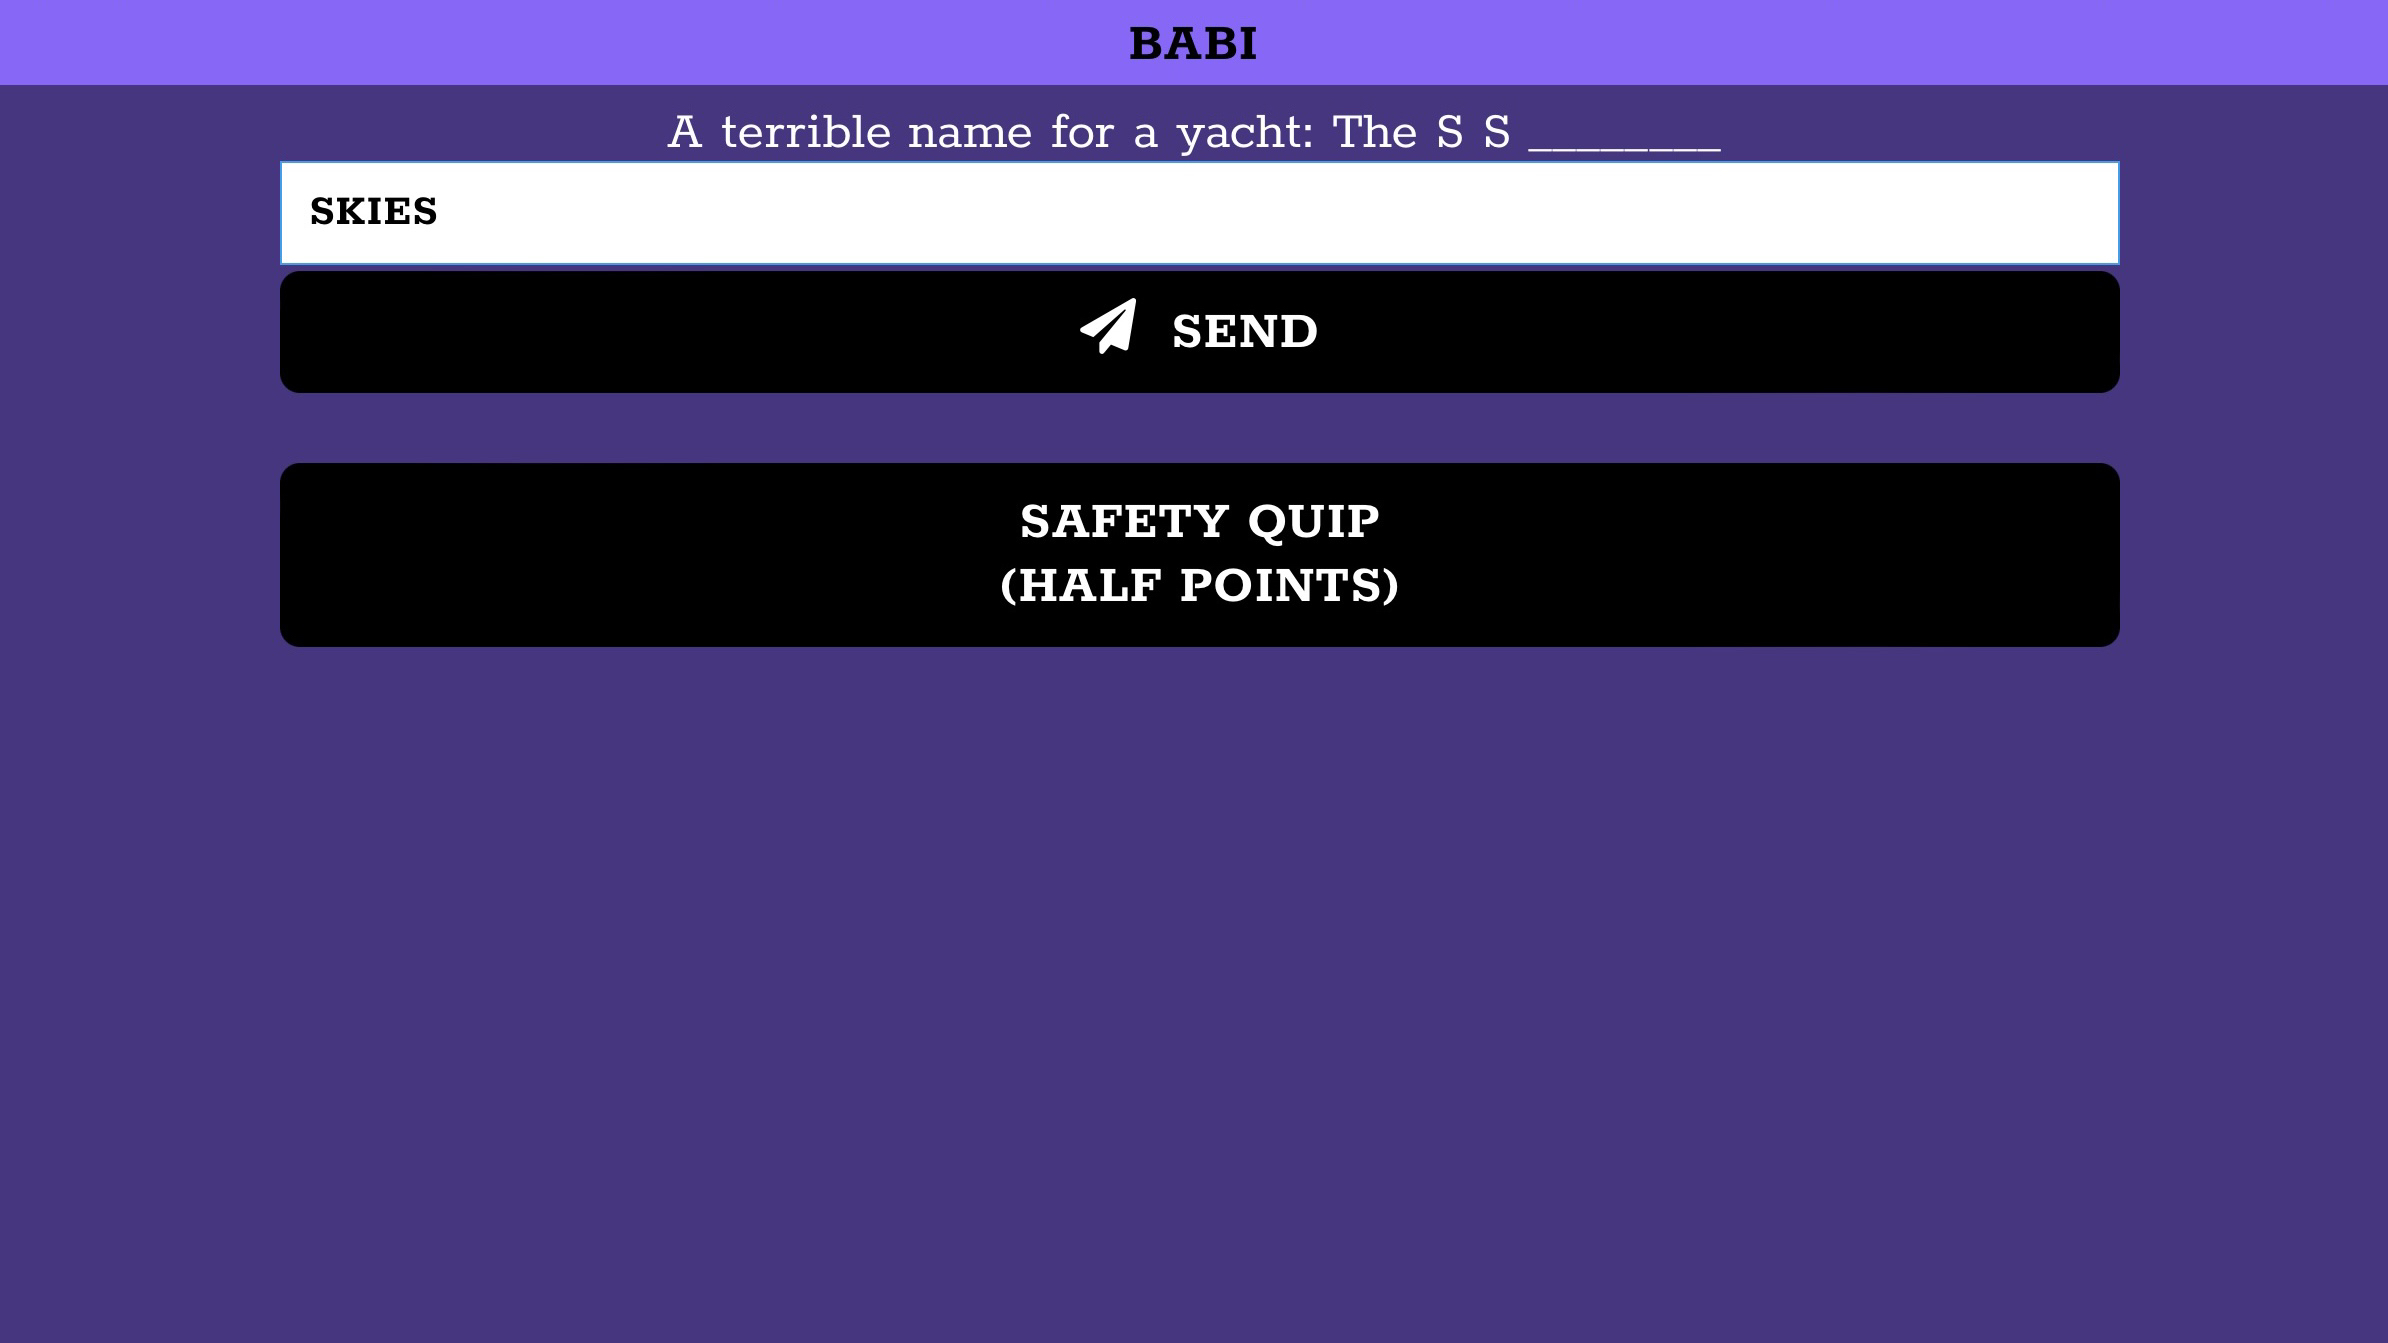 BABI
A terrible name for a yacht: The S S ________
SKIES
SEND
SAFETY QUIP
(HALF POINTS)